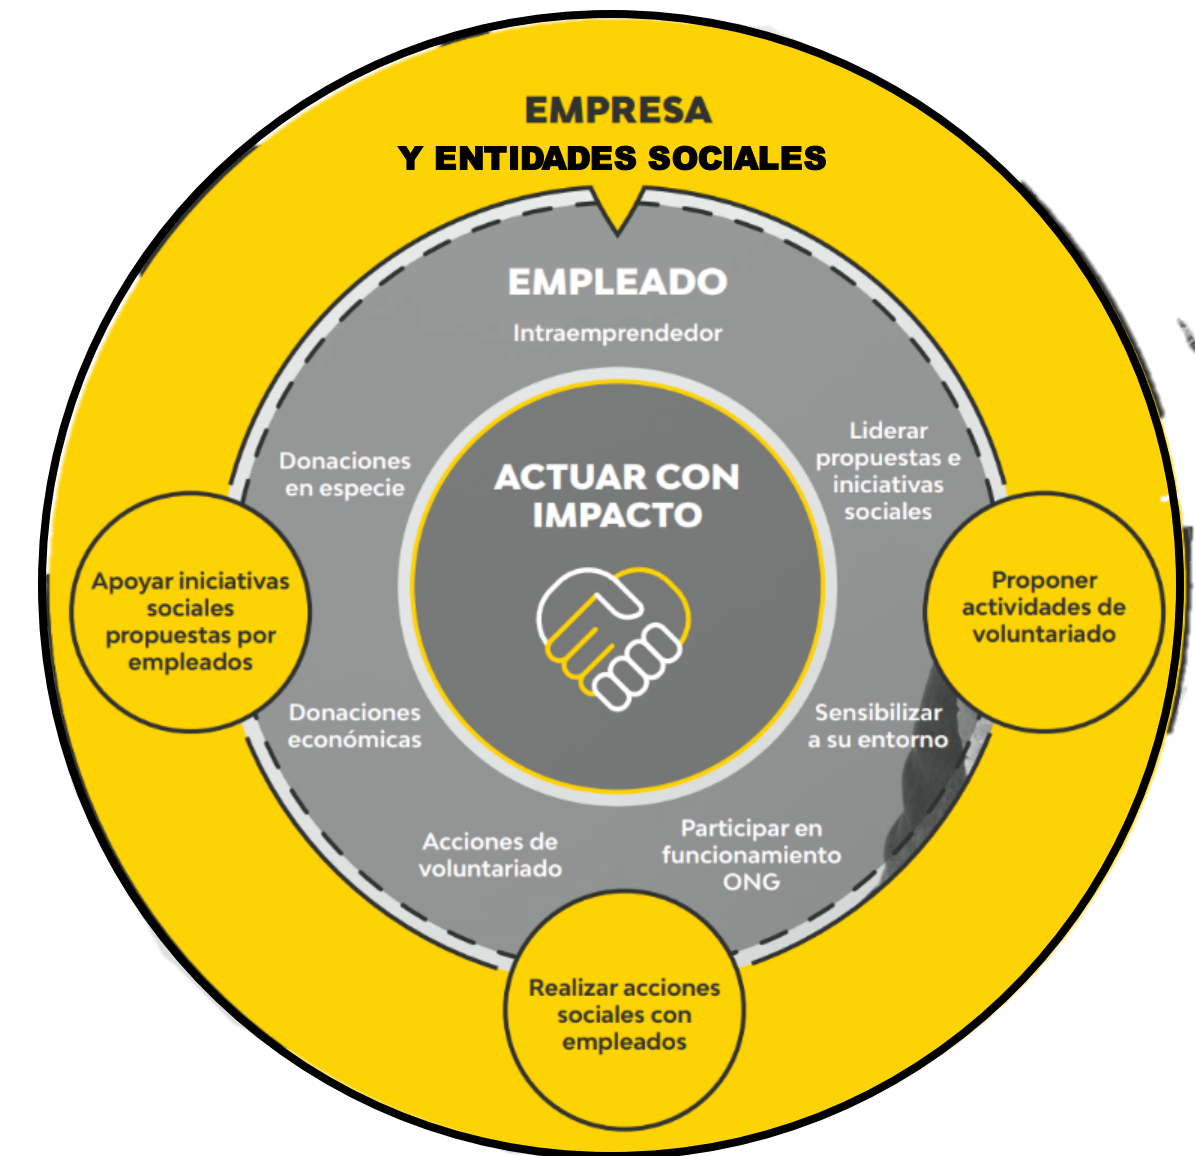 EMPRESA
Y ENTIDADES SOCIALES
EMPLEADO
Intraemprendedor
Donaciones
en especie
Liderar
propuestas e
iniciativas
sociales
ACTUAR CON
IMPACTO
Apoyar iniciativas
sociales
propuestas por
empleados
Proponer
actividades de
voluntariado
Donaciones
económicas
Sensibilizar
a su entorno
Acciones de
voluntariado
Participar en
funcionamiento
ONG
Realizar acciones
sociales con
empleados